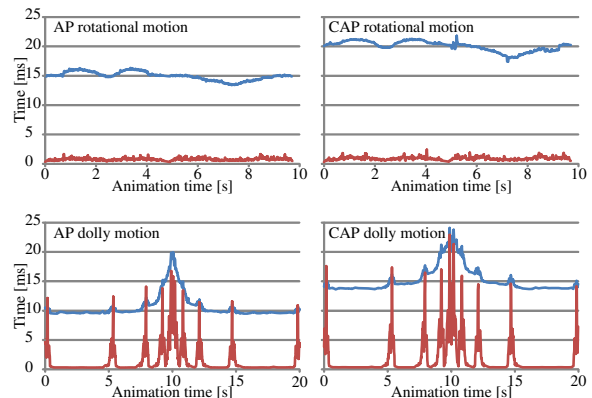 AP rotational motion
CAP rotational motion
Time [ms]
25
20
15
10
5
0
0 2 4 6 8 10
0 2 4 6 8 10
Animation time [s]
Animation time [s]
AP dolly motion
CAP dolly motion
Time [ms]
25
20
15
10
5
0
0 5 10 15 20
0 5 10 15 20
Animation time [s]
Animation time [s]